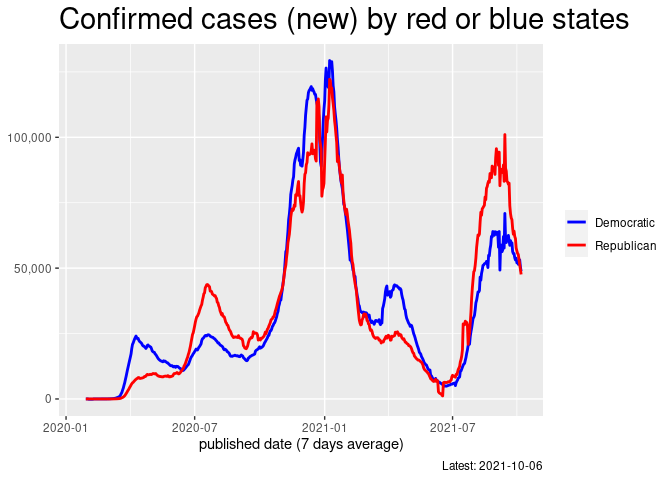 Confirmed cases (new) by red or blue states
100,000
50,000
0
2020-01
2020-07
2021-01
2021-07
published date (7 days average)
Democratic
Republican
Latest: 2021-10-06